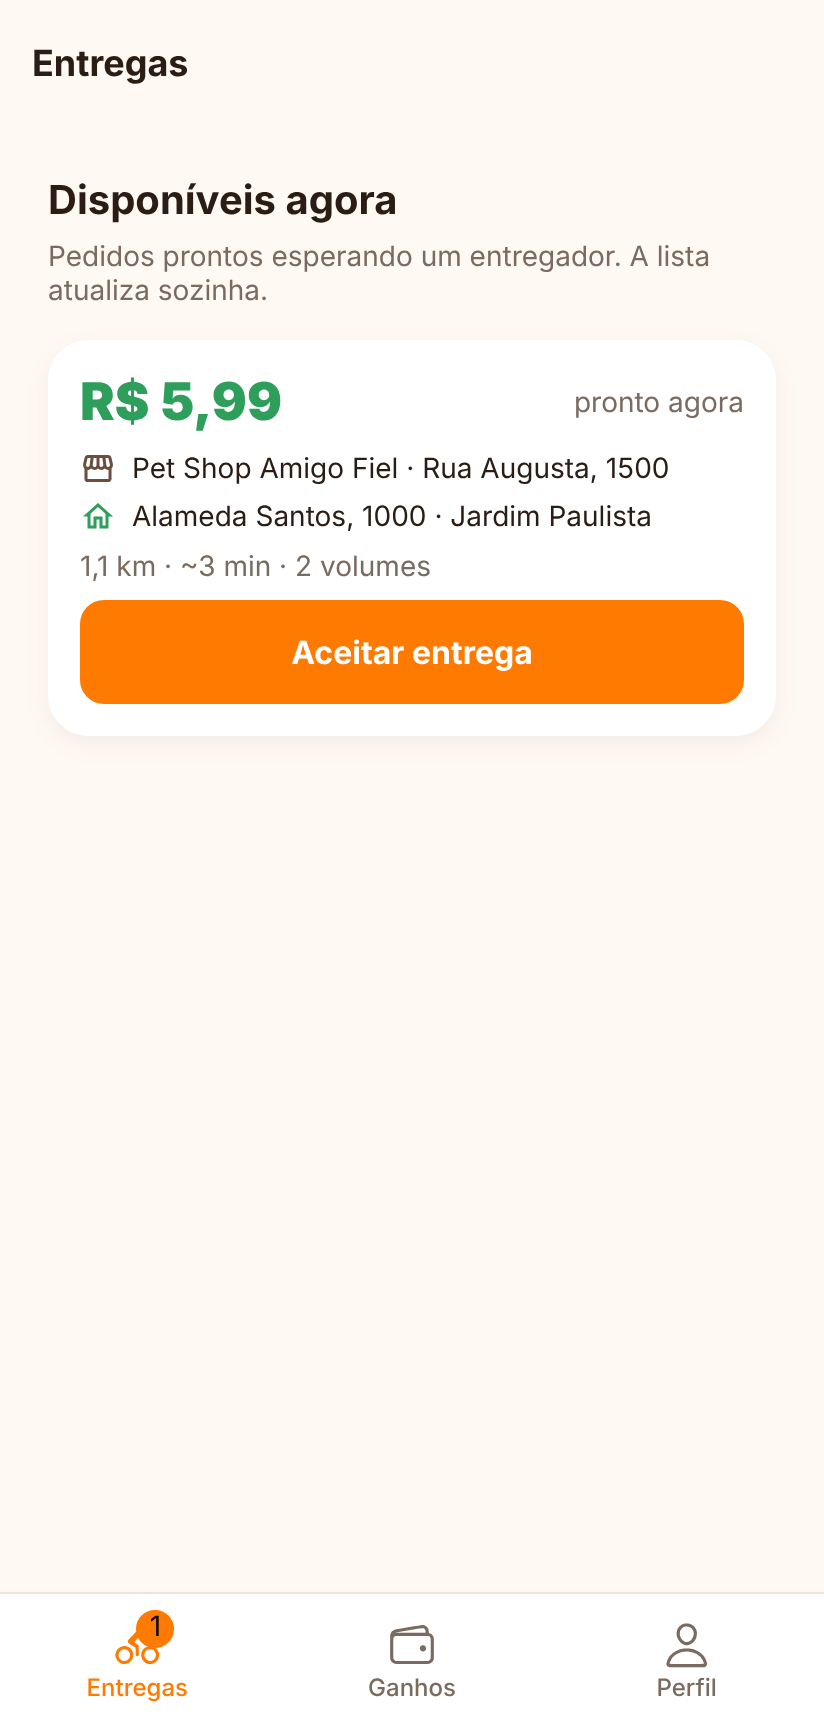 Entregas
Disponíveis agora
Pedidos prontos esperando um entregador. A lista
atualiza sozinha.
R$ 5,99
pronto agora
Pet Shop Amigo Fiel · Rua Augusta, 1500
Alameda Santos, 1000 · Jardim Paulista
1,1 km · ~3 min · 2 volumes
Aceitar entrega
1
Entregas
Ganhos
Perfil